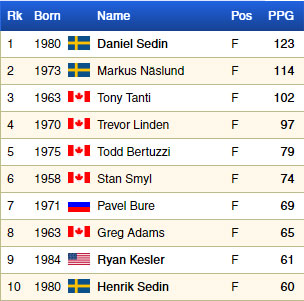 Rk Born Name Pos PPG
1 1980 Daniel Sedin F 123
2 1973 Markus Näslund F 114
3 1963 Tony Tanti F 102
4 1970 Trevor Linden F 97
5 1975 Todd Bertuzzi F 79
6 1958 Stan Smyl F 74
7 1971 Pavel Bure F 69
8 1963 Greg Adams F 65
9 1984 Ryan Kesler F 61
10 1980 Henrik Sedin F 60